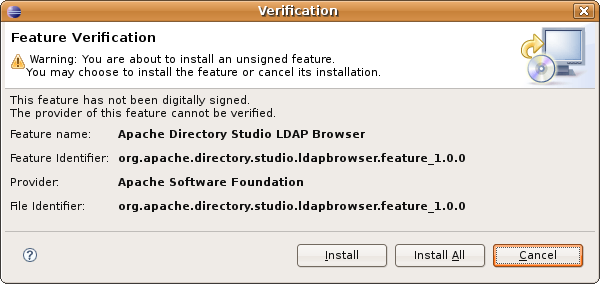 Verification
Feature Verification
Warning: You are about to install an unsigned feature.
You may choose to install the feature or cancel its installation.
This feature has not been digitally signed.
The provider of this feature cannot be verified.
Feature name: Apache Directory Studio LDAP Browser
Feature Identifier: org.apache.directory.studio.ldapbrowser.feature_1.0.0
Provider: Apache Software Foundation
File Identifier: org.apache.directory.studio.ldapbrowser.feature_1.0.0
? Install Install All Cancel